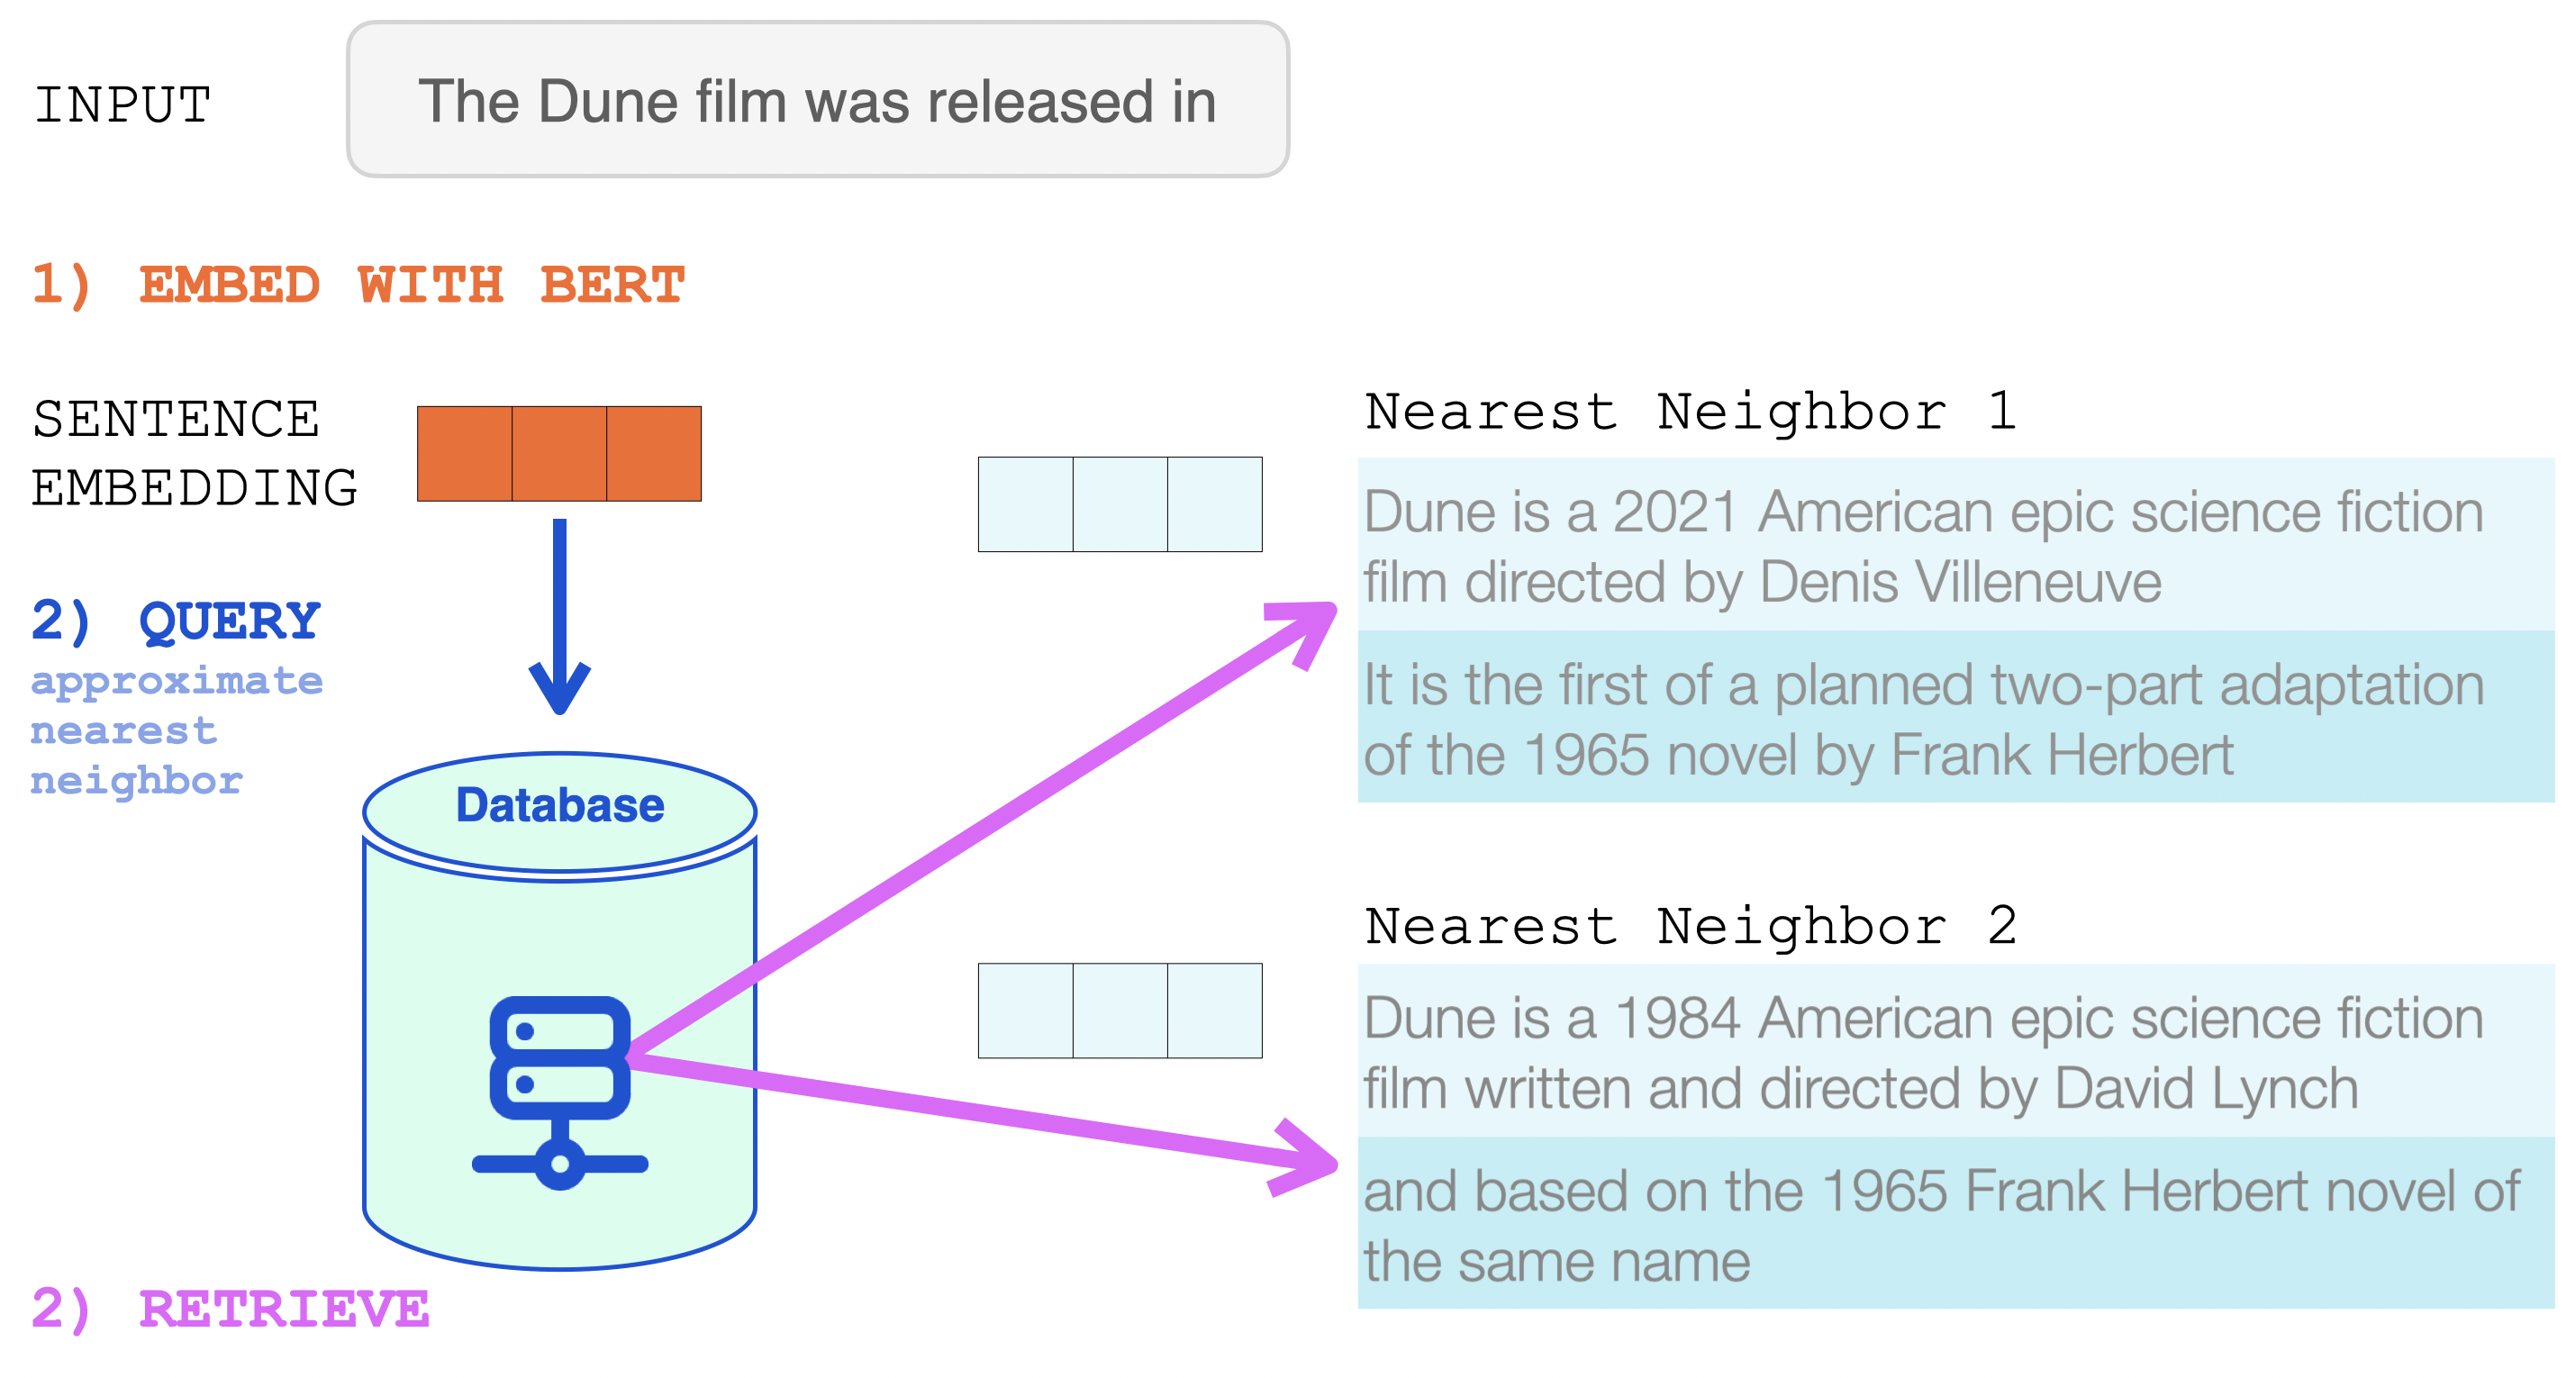 INPUT
The Dune film was released in
1) EMBED WITH BERT
SENTENCE
EMBEDDING
2) QUERY
approximate
nearest
neighbor
Database
2) RETRIEVE
Nearest Neighbor 1
Dune is a 2021 American epic science fiction
film directed by Denis Villeneuve
It is the first of a planned two-part adaptation
of the 1965 novel by Frank Herbert
Nearest Neighbor 2
Dune is a 1984 American epic science fiction
film written and directed by David Lynch
and based on the 1965 Frank Herbert novel of
the same name